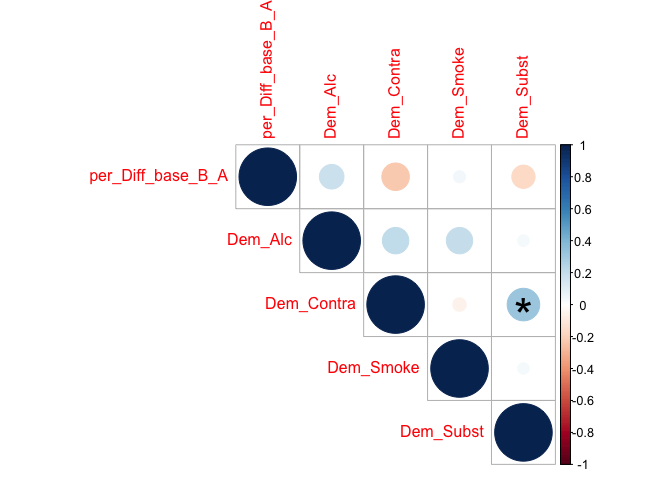 per_Diff_base_B_A
Dem_Alc
Dem_Contra
Dem_Smoke
Dem_Subst
per_Diff_base_B_A
Dem_Alc
Dem_Contra
Dem_Smoke
Dem_Subst
*
1
0.8
0.6
0.4
0.2
0
-0.2
-0.4
-0.6
-0.8
-1